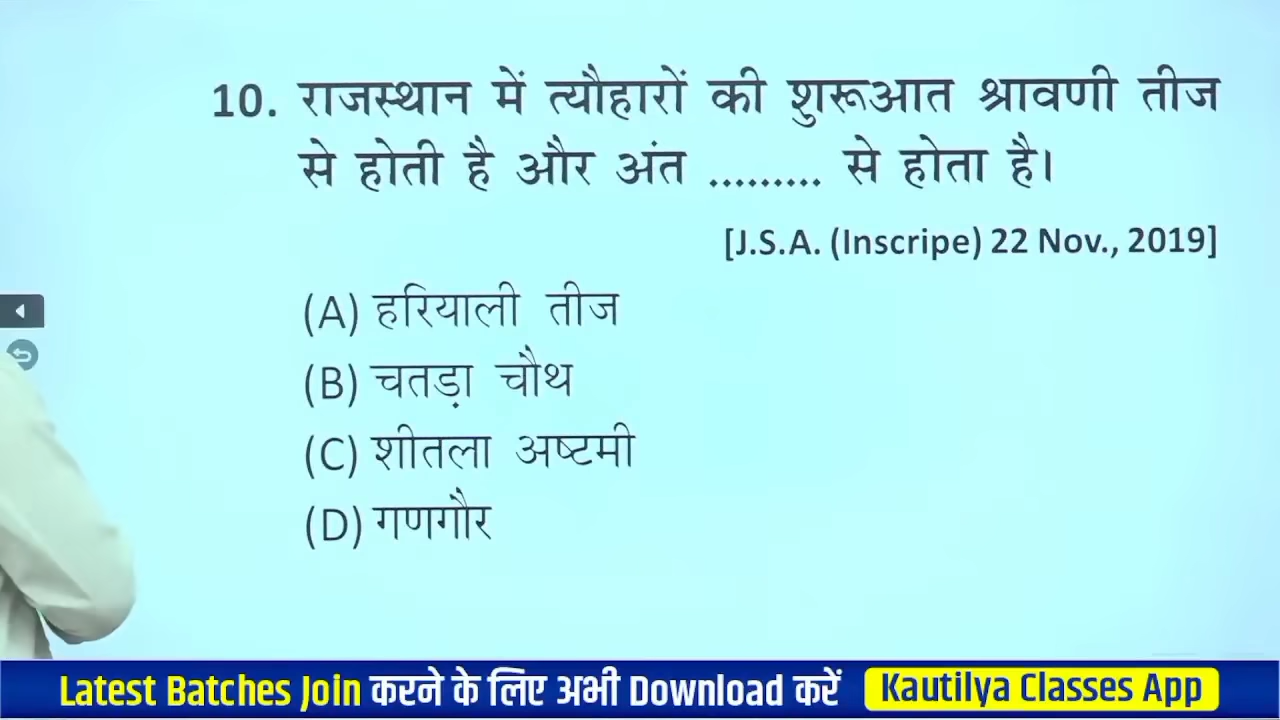 10. राजस्थान में त्यौहारों की शुरूआत श्रावणी तीज
से होती है और अंत ......... से होता है।
[J.S.A. (Inscripe) 22 Nov., 2019]
(A) हरियाली तीज
(B) चतड़ा चौथ
(C) शीतला अष्टमी
(D) गणगौर
Latest Batches Join करने के लिए अभी Download करें Kautilya Classes App